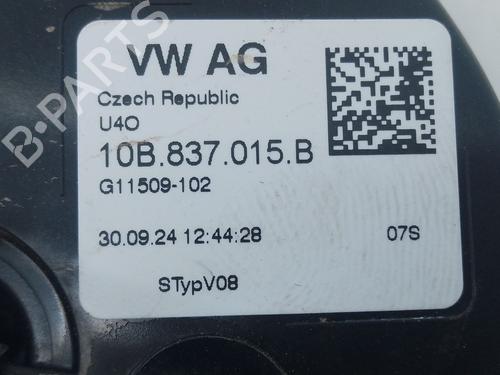 VW AG
Czech Republic
U4O
10B.837.015.B
G11509-102
30.09.24 12:44:28 07S
STypV08
B-PARTS